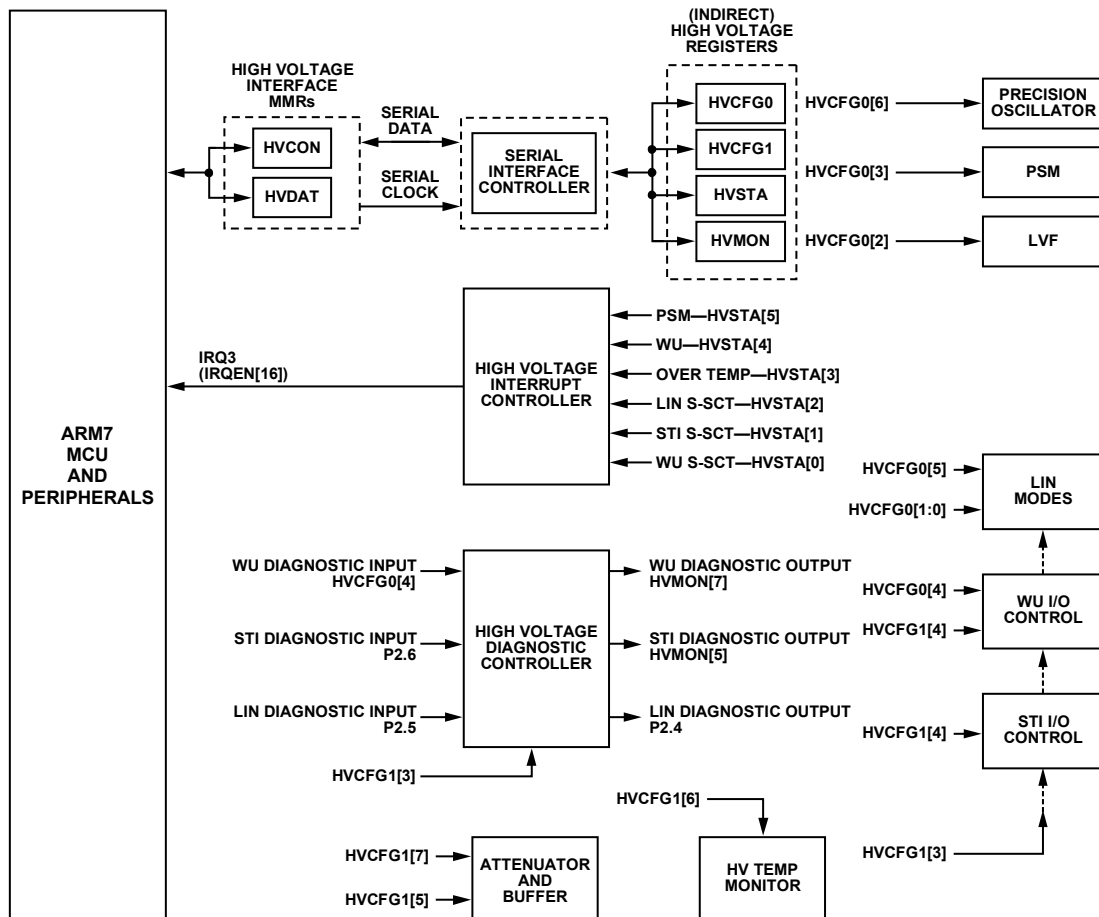 (INDIRECT)
HIGH VOLTAGE
REGISTERS
HIGH VOLTAGE
INTERFACE
MMRs
HVCON
HVDAT
SERIAL
DATA
SERIAL
CLOCK
SERIAL
INTERFACE
CONTROLLER
HVCFG0
HVCFG1
HVSTA
HVMON
HVCFG0[6]
PRECISION
OSCILLATOR
HVCFG0[3]
PSM
HVCFG0[2]
LVF
ARM7
MCU
AND
PERIPHERALS
IRQ3
(IRQEN[16])
HIGH VOLTAGE
INTERRUPT
CONTROLLER
PSM—HVSTA[5]
WU—HVSTA[4]
OVER TEMP—HVSTA[3]
LIN S-SCT—HVSTA[2]
STI S-SCT—HVSTA[1]
WU S-SCT—HVSTA[0]
HVCFG0[5]
HVCFG0[1:0]
LIN
MODES
WU DIAGNOSTIC INPUT
HVCFG0[4]
STI DIAGNOSTIC INPUT
P2.6
LIN DIAGNOSTIC INPUT
P2.5
HVCFG1[3]
HIGH VOLTAGE
DIAGNOSTIC
CONTROLLER
WU DIAGNOSTIC OUTPUT
HVMON[7]
STI DIAGNOSTIC OUTPUT
HVMON[5]
LIN DIAGNOSTIC OUTPUT
P2.4
HVCFG0[4]
HVCFG1[4]
WU I/O
CONTROL
HVCFG1[4]
STI I/O
CONTROL
HVCFG1[3]
HVCFG1[7]
HVCFG1[5]
ATTENUATOR
AND
BUFFER
HVCFG1[6]
HV TEMP
MONITOR